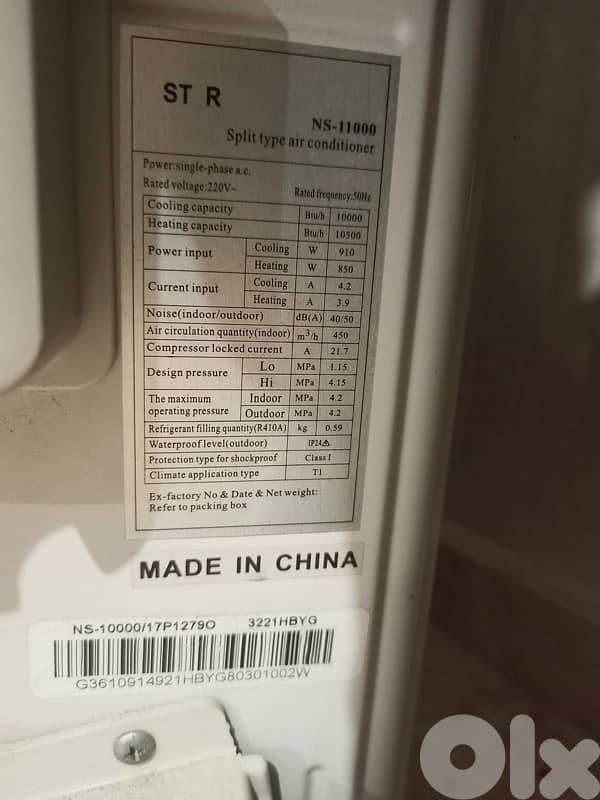 ST R
NS-11000
Split type air conditioner
Power:single-phase a.c.
Rated voltage:220V~ Rated frequency:50Hz
Cooling capacity Btu/h 10000
Heating capacity Btu/h 10500
Power input Cooling W 910
Heating W 850
Current input Cooling A 4.2
Heating A 3.9
Noise(indoor/outdoor) dB(A) 40/50
Air circulation quantity(indoor) m³/h 450
Compressor locked current A 21.7
Design pressure Lo MPa 1.15
Hi MPa 4.15
The maximum operating pressure Indoor MPa 4.2
Outdoor MPa 4.2
Refrigerant filling quantity(R410A) kg 0.59
Waterproof level(outdoor) IP24⚠
Protection type for shockproof Class I
Climate application type T1
Ex-factory No & Date & Net weight:
Refer to packing box
MADE IN CHINA
NS-10000/17P1279O 3221HBYG
G3610914921HBYG80301002W
Olx